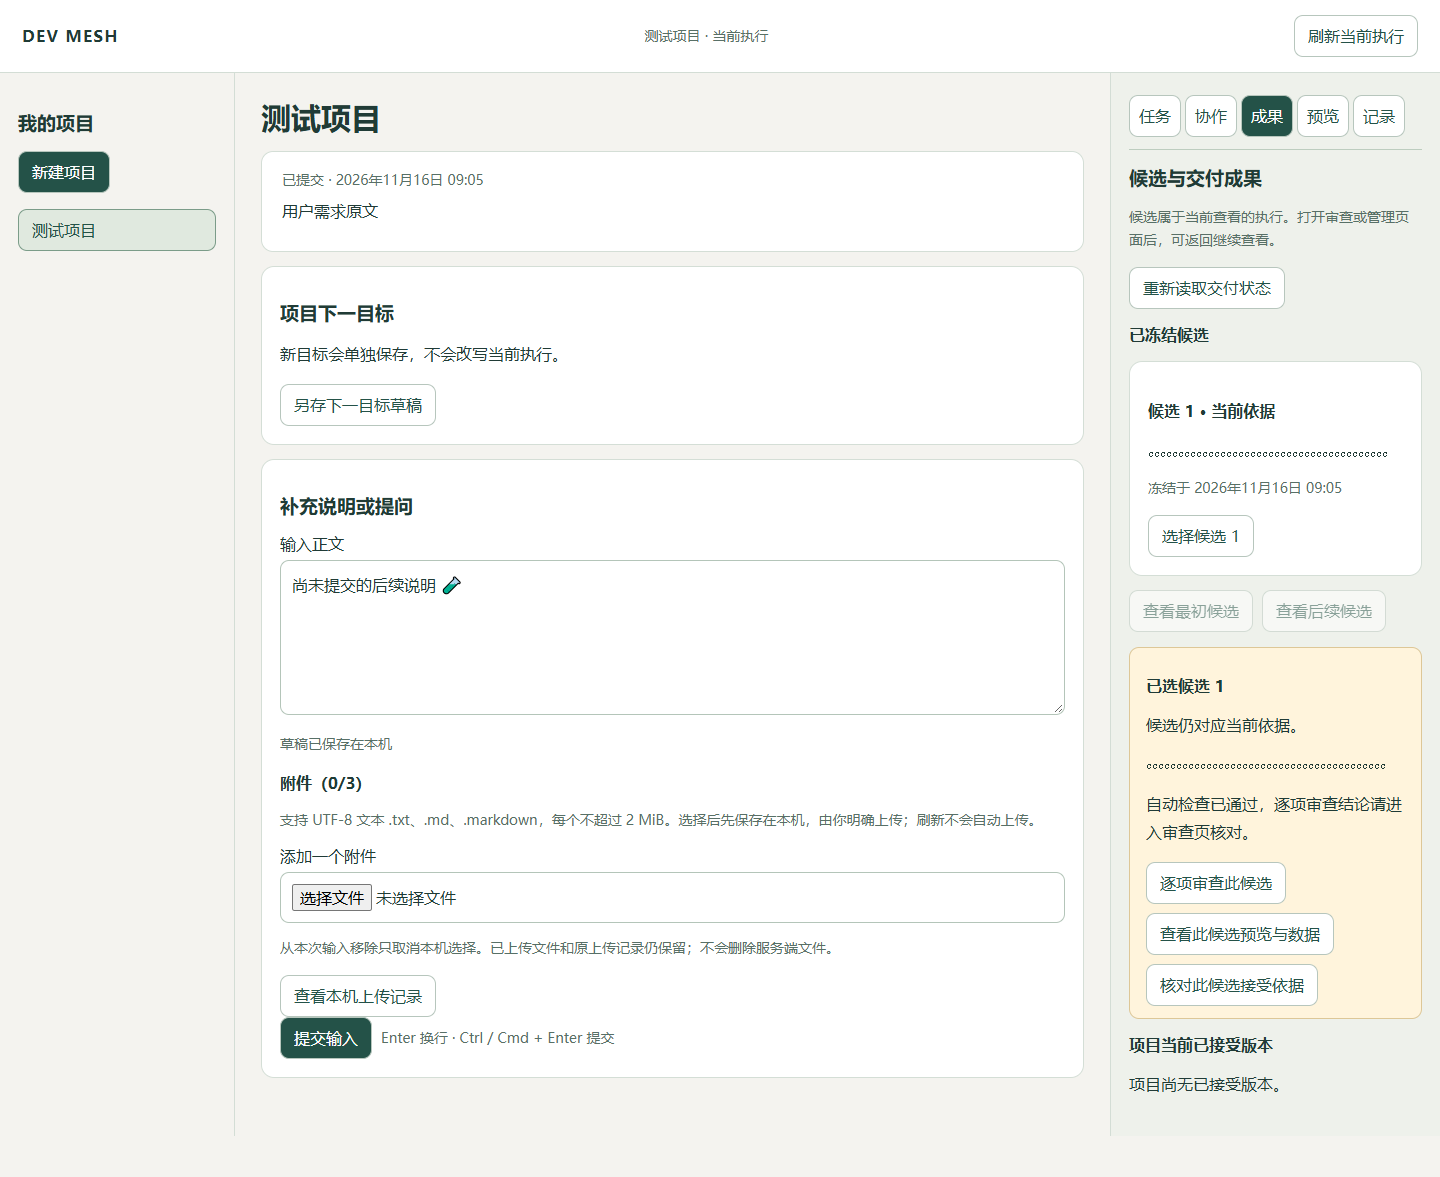 DEV MESH
测试项目 · 当前执行
刷新当前执行
我的项目
新建项目
测试项目
测试项目
已提交 · 2026年11月16日 09:05
用户需求原文
项目下一目标
新目标会单独保存，不会改写当前执行。
另存下一目标草稿
补充说明或提问
输入正文
尚未提交的后续说明 🧪
草稿已保存在本机
附件（0/3）
支持 UTF-8 文本 .txt、.md、.markdown，每个不超过 2 MiB。选择后先保存在本机，由你明确上传；刷新不会自动上传。
添加一个附件
选择文件 未选择文件
从本次输入移除只取消本机选择。已上传文件和原上传记录仍保留；不会删除服务端文件。
查看本机上传记录
提交输入 Enter 换行 · Ctrl / Cmd + Enter 提交
任务 协作 成果 预览 记录
候选与交付成果
候选属于当前查看的执行。打开审查或管理页
面后，可返回继续查看。
重新读取交付状态
已冻结候选
候选 1 • 当前依据
冻结于 2026年11月16日 09:05
选择候选 1
查看最初候选 查看后续候选
已选候选 1
候选仍对应当前依据。
自动检查已通过，逐项审查结论请进
入审查页核对。
逐项审查此候选
查看此候选预览与数据
核对此候选接受依据
项目当前已接受版本
项目尚无已接受版本。